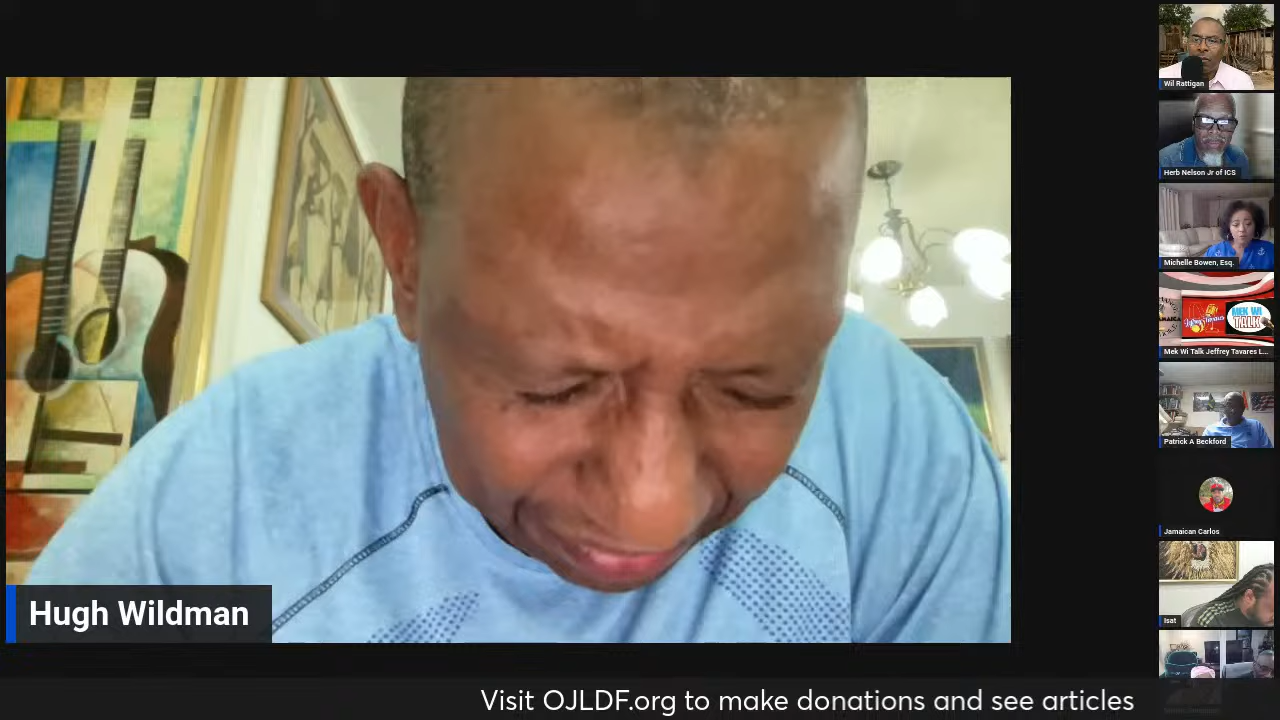 Hugh Wildman
Visit OJLDF.org to make donations and see articles
Wil Rattigan
Herb Nelson Jr of ICS
Michelle Bowen, Esq.
MEK WI
TALK
Mek Wi Talk Jeffrey Tavares L...
Patrick A Beckford
Jamaican Carlos
Isat